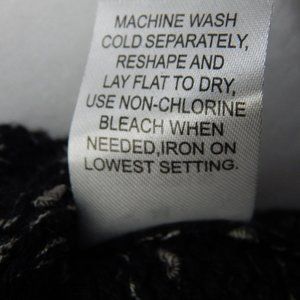 MACHINE WASH
COLD SEPARATELY,
RESHAPE AND
LAY FLAT TO DRY,
USE NON-CHLORINE
BLEACH WHEN
NEEDED,IRON ON
LOWEST SETTING.